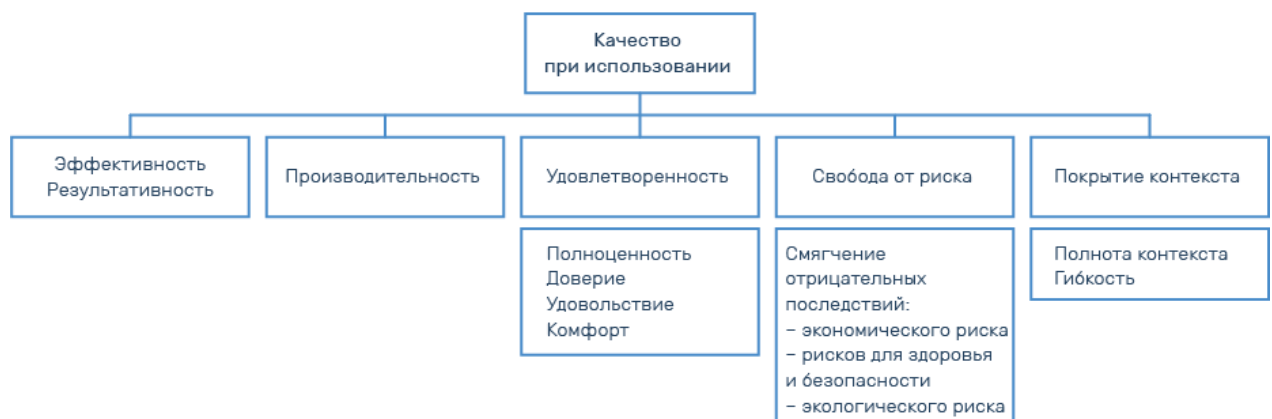 Качество
при использовании
Эффективность
Результативность
Производительность
Удовлетворенность
Свобода от риска
Покрытие контекста
Полноценность
Доверие
Удовольствие
Комфорт
Смягчение
отрицательных
последствий:
– экономического риска
– рисков для здоровья
и безопасности
– экологического риска
Полнота контекста
Гибкость